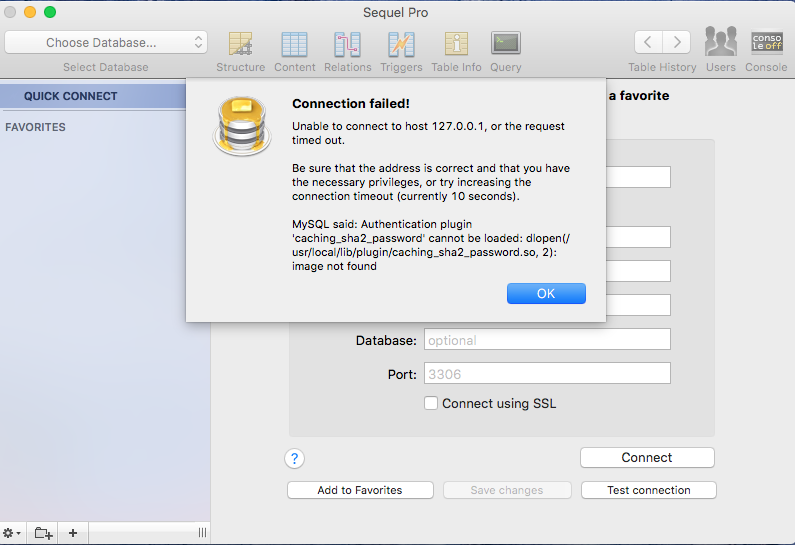 Sequel Pro
Choose Database...
Select Database
Structure
Content
Relations
Triggers
Table Info
Query
Table History
Users
conso
le off
Console
QUICK CONNECT
FAVORITES
a favorite
Connection failed!
Unable to connect to host 127.0.0.1, or the request
timed out.
Be sure that the address is correct and that you have
the necessary privileges, or try increasing the
connection timeout (currently 10 seconds).
MySQL said: Authentication plugin
'caching_sha2_password' cannot be loaded: dlopen(/
usr/local/lib/plugin/caching_sha2_password.so, 2):
image not found
OK
Database:
optional
Port:
3306
Connect using SSL
?
Connect
Add to Favorites
Save changes
Test connection